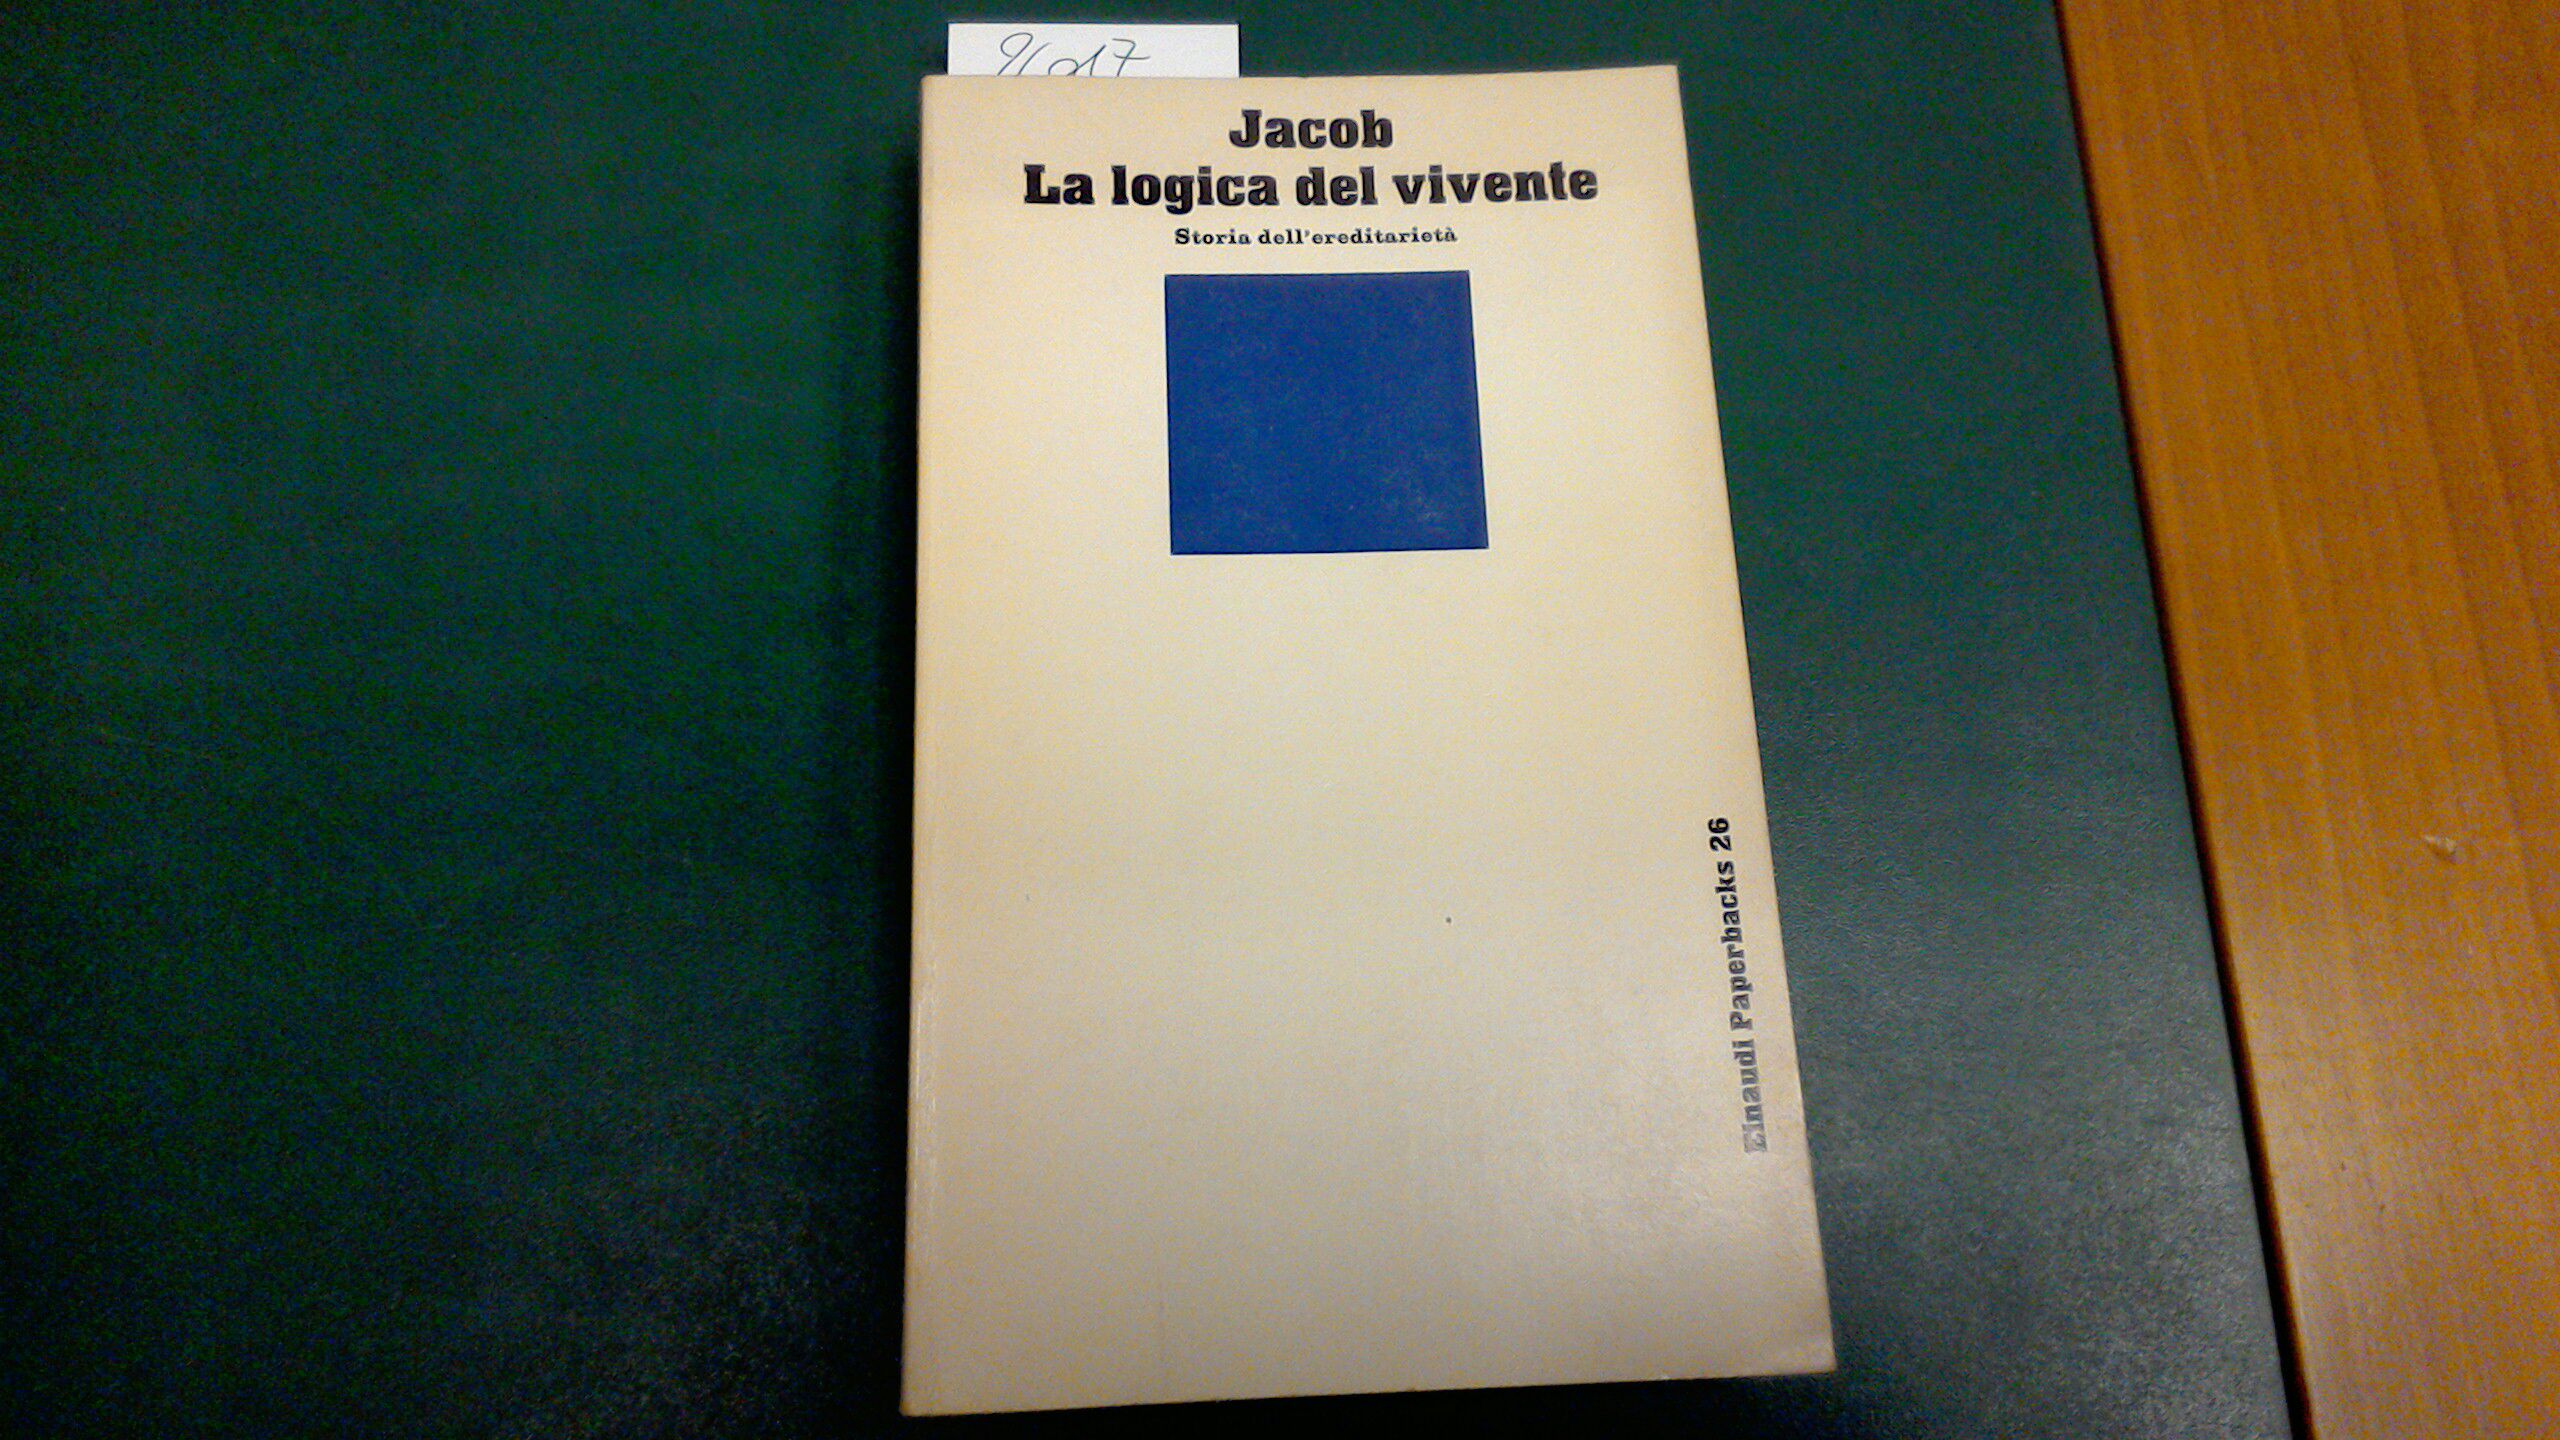 Jacob
La logica del vivente
Storia dell'ereditarietà
Einaudi Paperbacks 26